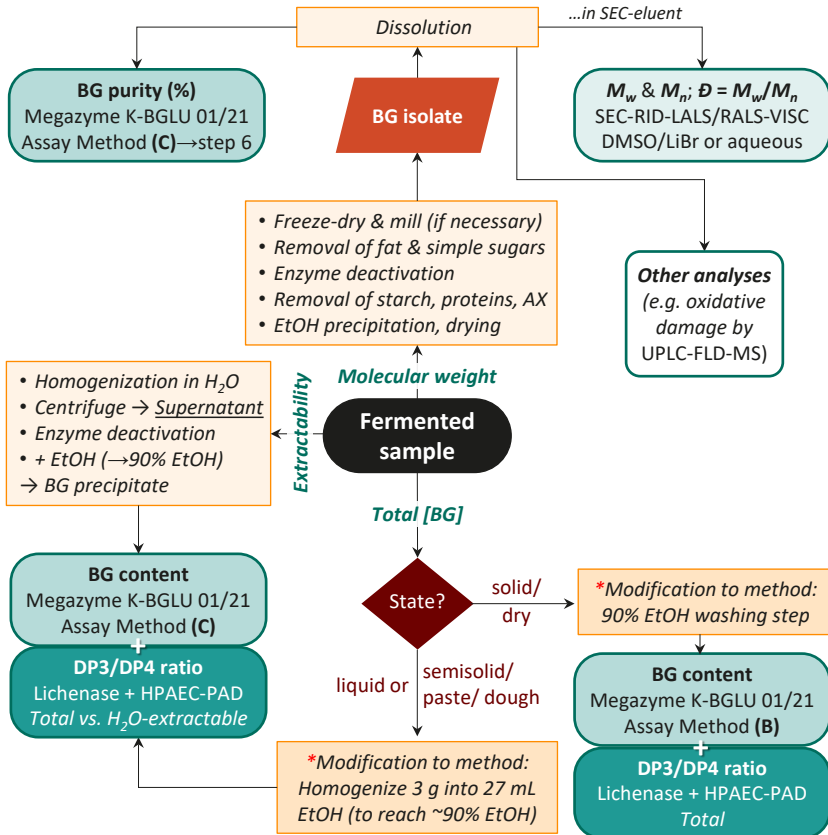 Dissolution
…in SEC-eluent
BG purity (%)
Megazyme K-BGLU 01/21
Assay Method (C)→step 6
BG isolate
Mw & Mn; Đ = Mw/Mn
SEC-RID-LALS/RALS-VISC
DMSO/LiBr or aqueous
• Freeze-dry & mill (if necessary)
• Removal of fat & simple sugars
• Enzyme deactivation
• Removal of starch, proteins, AX
• EtOH precipitation, drying
Other analyses
(e.g. oxidative
damage by
UPLC-FLD-MS)
Molecular weight
• Homogenization in H₂O
• Centrifuge → Supernatant
• Enzyme deactivation
• + EtOH (→90% EtOH)
→ BG precipitate
Extractability
Fermented
sample
Total [BG]
State?
solid/
dry
*Modification to method:
90% EtOH washing step
BG content
Megazyme K-BGLU 01/21
Assay Method (C)
+
DP3/DP4 ratio
Lichenase + HPAEC-PAD
Total vs. H₂O-extractable
liquid or
semisolid/
paste/ dough
BG content
Megazyme K-BGLU 01/21
Assay Method (B)
+
DP3/DP4 ratio
Lichenase + HPAEC-PAD
Total
*Modification to method:
Homogenize 3 g into 27 mL
EtOH (to reach ~90% EtOH)